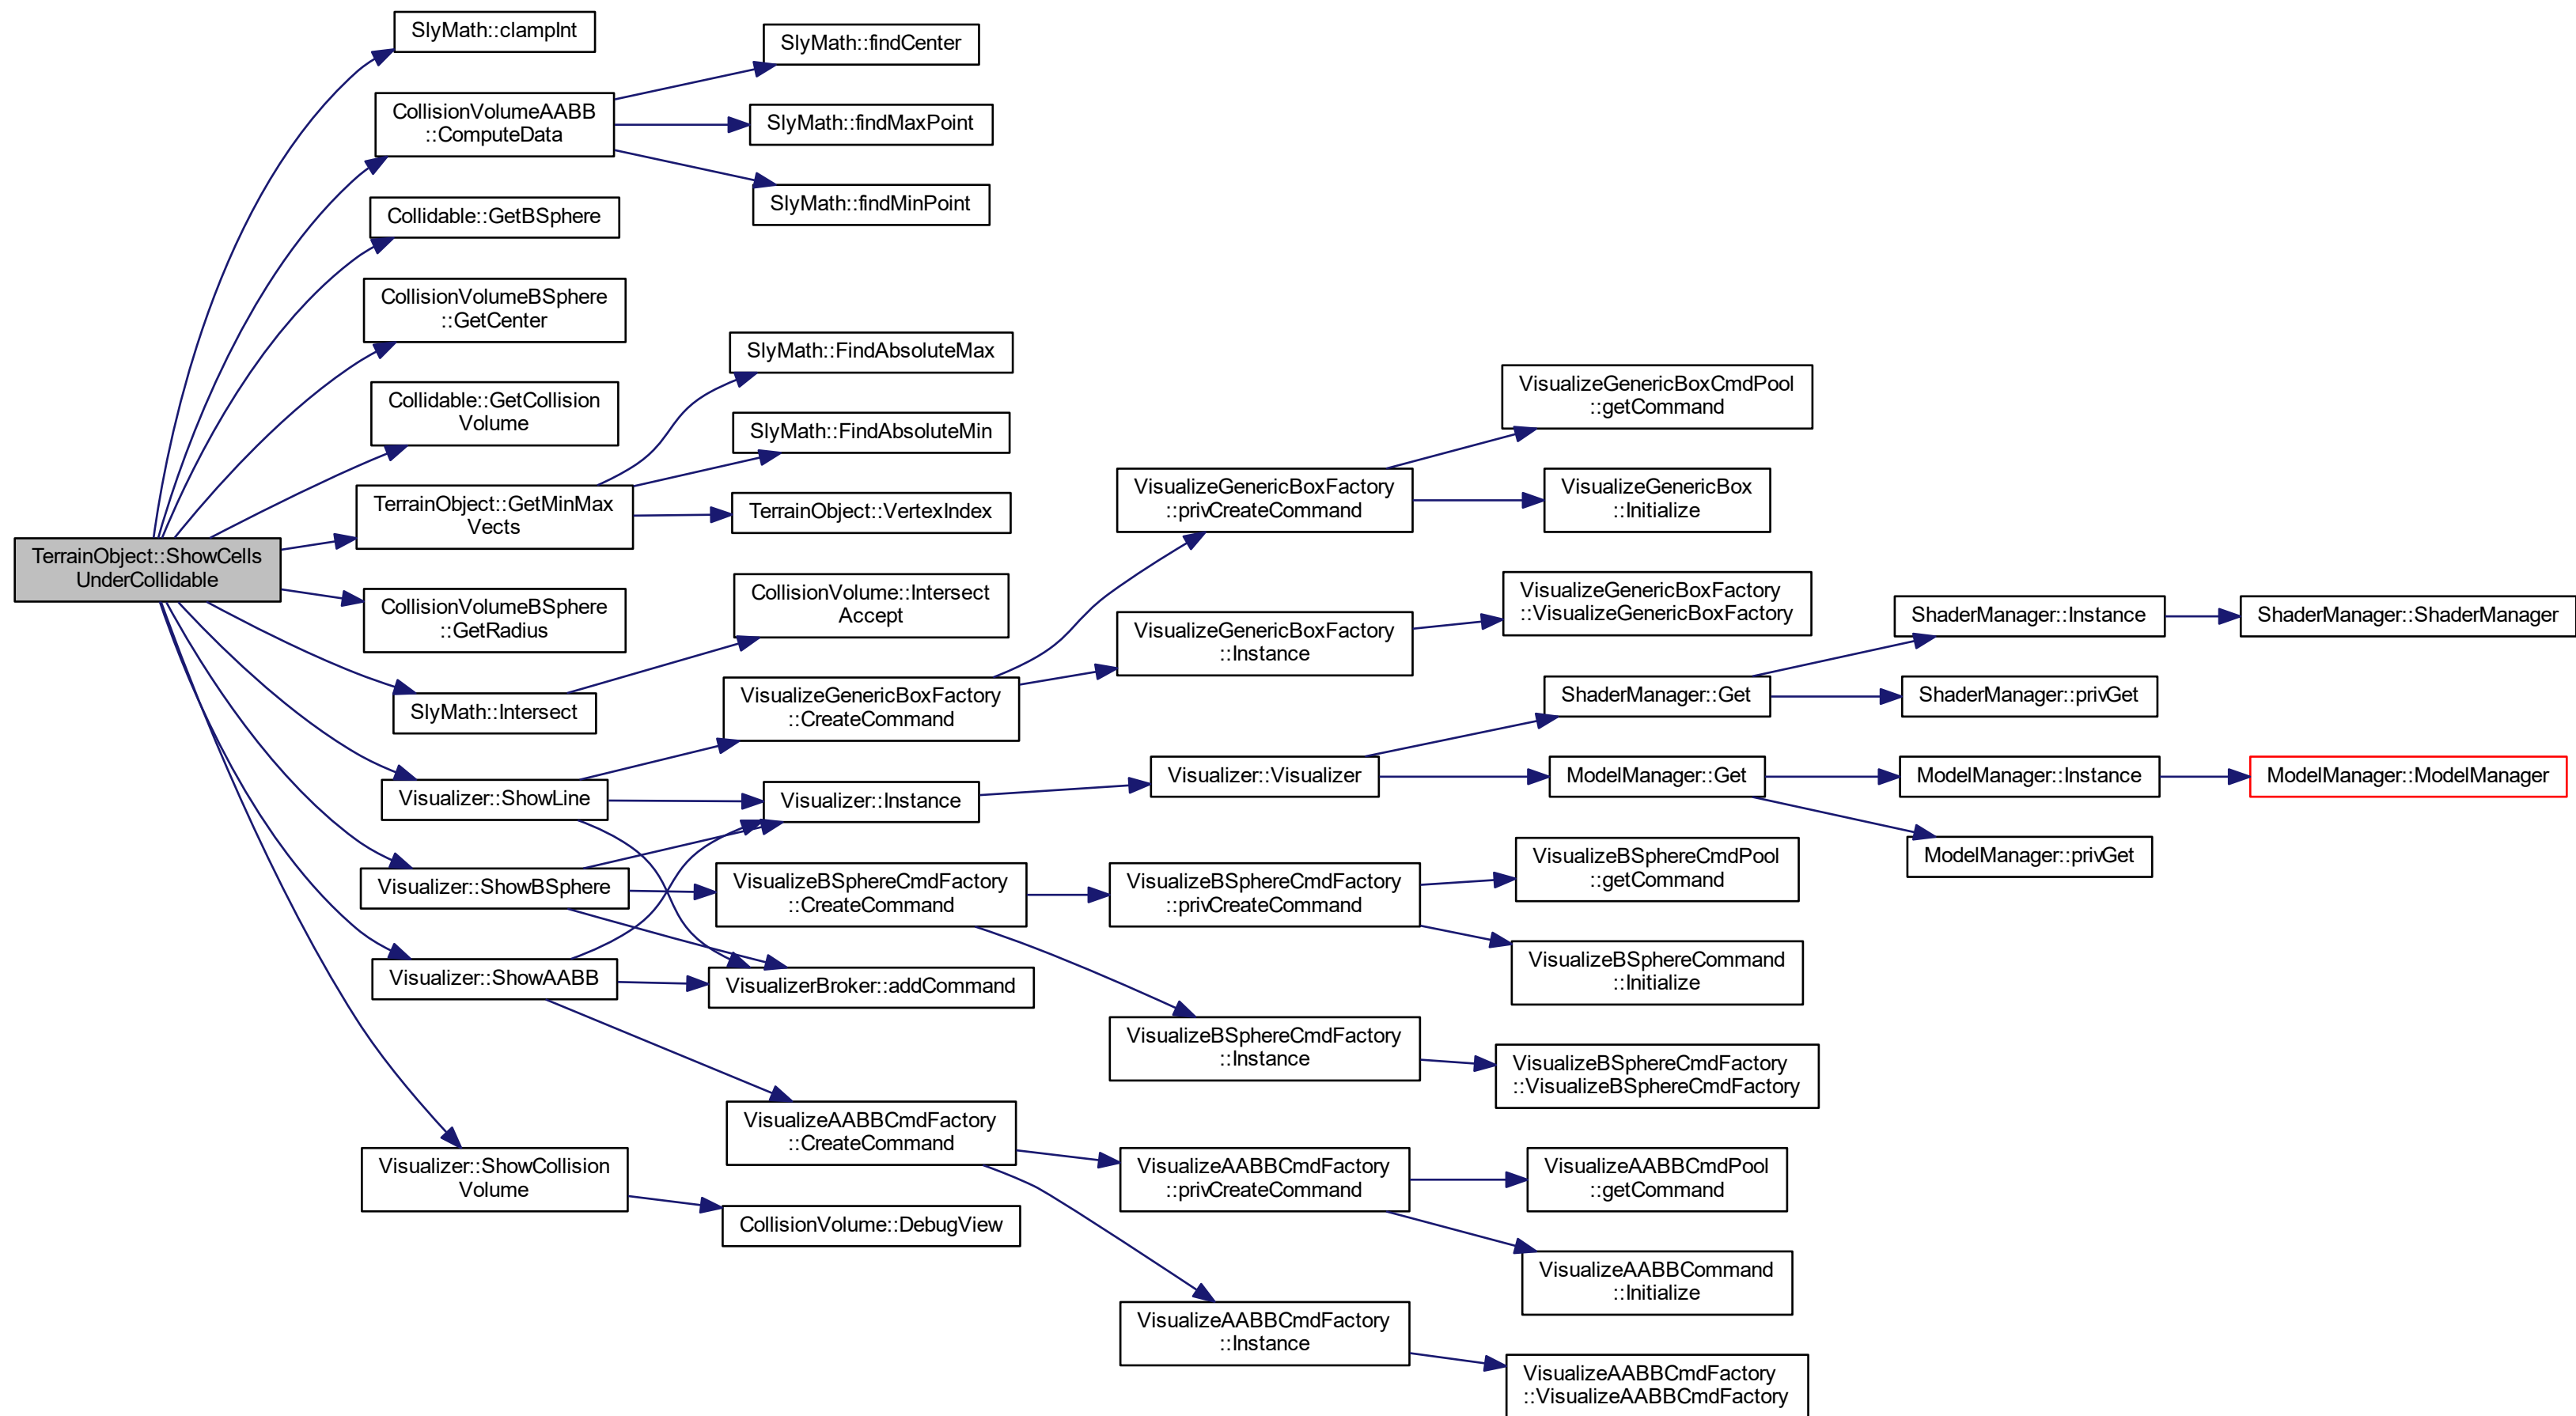 TerrainObject::ShowCells
UnderCollidable
SlyMath::clampInt
CollisionVolumeAABB
::ComputeData
Collidable::GetBSphere
CollisionVolumeBSphere
::GetCenter
Collidable::GetCollision
Volume
TerrainObject::GetMinMax
Vects
CollisionVolumeBSphere
::GetRadius
SlyMath::Intersect
Visualizer::ShowLine
Visualizer::ShowBSphere
Visualizer::ShowAABB
Visualizer::ShowCollision
Volume
SlyMath::findCenter
SlyMath::findMaxPoint
SlyMath::findMinPoint
SlyMath::FindAbsoluteMax
SlyMath::FindAbsoluteMin
TerrainObject::VertexIndex
CollisionVolume::Intersect
Accept
VisualizeGenericBoxFactory
::CreateCommand
Visualizer::Instance
VisualizeBSphereCmdFactory
::CreateCommand
VisualizerBroker::addCommand
VisualizeAABBCmdFactory
::CreateCommand
CollisionVolume::DebugView
VisualizeGenericBoxFactory
::privCreateCommand
VisualizeGenericBoxFactory
::Instance
Visualizer::Visualizer
VisualizeBSphereCmdFactory
::privCreateCommand
VisualizeBSphereCmdFactory
::Instance
VisualizeAABBCmdFactory
::privCreateCommand
VisualizeAABBCmdFactory
::Instance
VisualizeGenericBoxCmdPool
::getCommand
VisualizeGenericBox
::Initialize
VisualizeGenericBoxFactory
::VisualizeGenericBoxFactory
ShaderManager::Get
ModelManager::Get
VisualizeBSphereCmdPool
::getCommand
VisualizeBSphereCommand
::Initialize
VisualizeBSphereCmdFactory
::VisualizeBSphereCmdFactory
VisualizeAABBCmdPool
::getCommand
VisualizeAABBCommand
::Initialize
VisualizeAABBCmdFactory
::VisualizeAABBCmdFactory
ShaderManager::Instance
ShaderManager::privGet
ModelManager::Instance
ModelManager::privGet
ShaderManager::ShaderManager
ModelManager::ModelManager